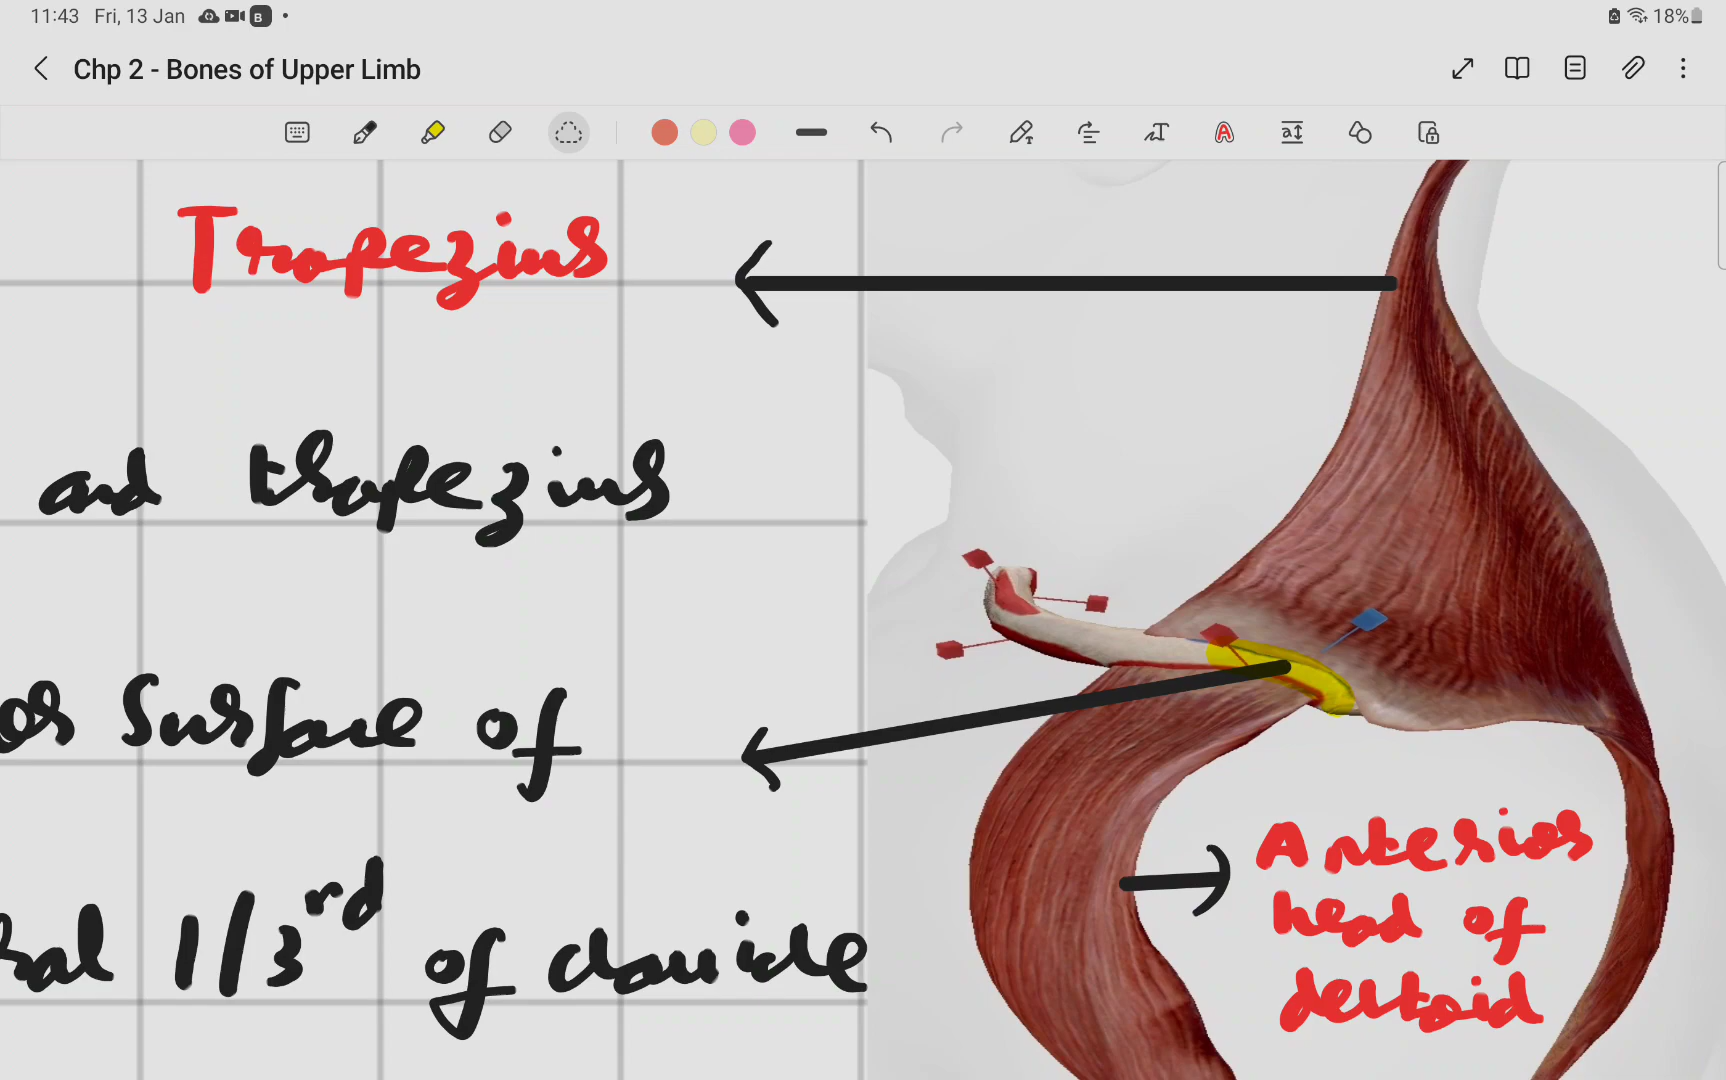 11:43 Fri, 13 Jan
18%
Chp 2 - Bones of Upper Limb
Trapezius
and trapezius
surface of
1/3rd of clavicle
Anterior
head of
deltoid